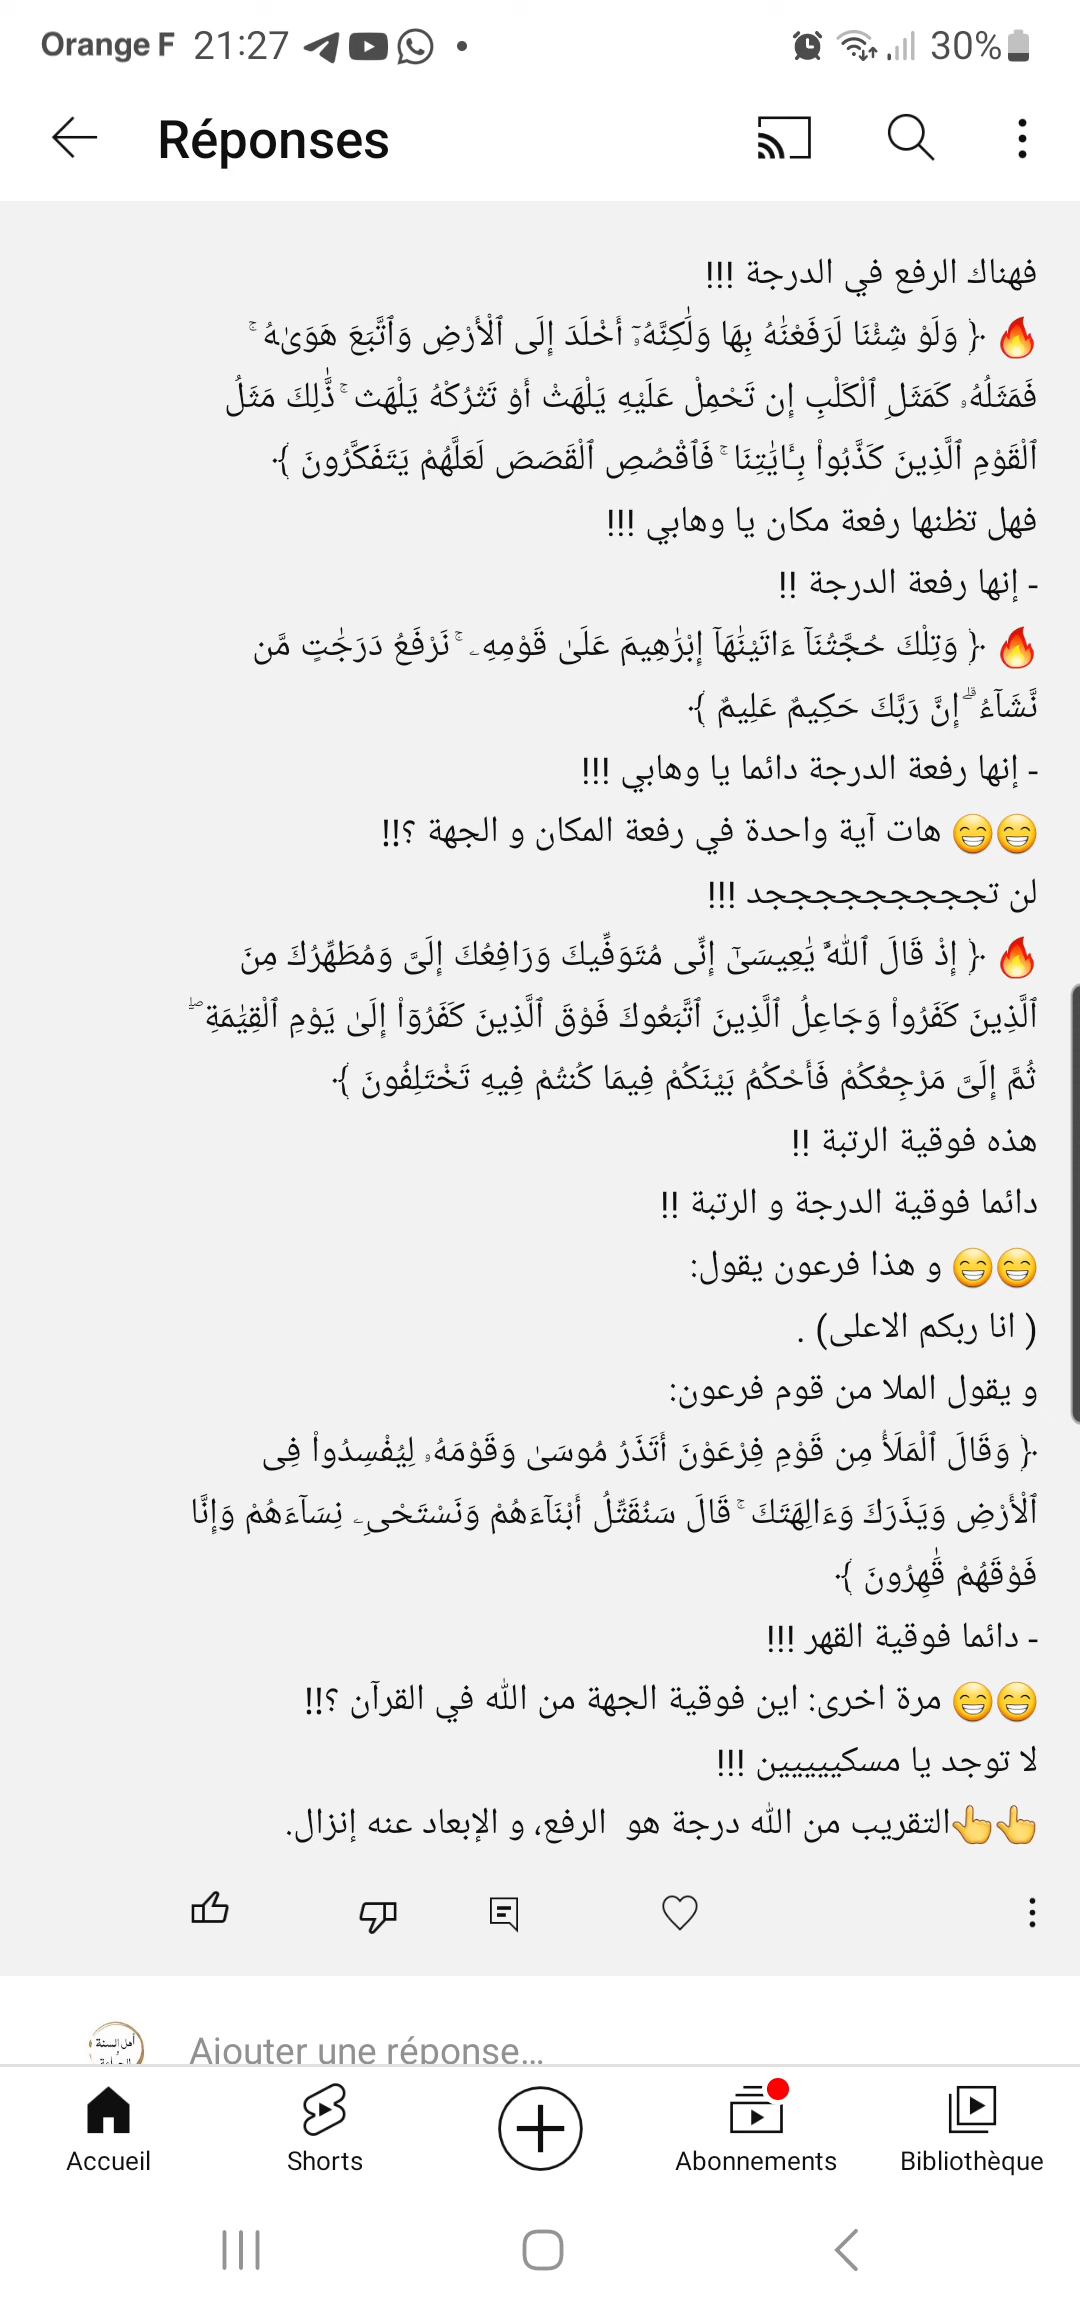 Orange F 21:27 30%
Réponses
فهناك الرفع في الدرجة !!!
🔥 ﴿ وَلَوْ شِئْنَا لَرَفَعْنَٰهُ بِهَا وَلَٰكِنَّهُۥٓ أَخْلَدَ إِلَى ٱلْأَرْضِ وَٱتَّبَعَ هَوَىٰهُ ۚ
فَمَثَلُهُۥ كَمَثَلِ ٱلْكَلْبِ إِن تَحْمِلْ عَلَيْهِ يَلْهَثْ أَوْ تَتْرُكْهُ يَلْهَث ۚ ذَّٰلِكَ مَثَلُ
ٱلْقَوْمِ ٱلَّذِينَ كَذَّبُوا۟ بِـَٔايَٰتِنَا ۚ فَٱقْصُصِ ٱلْقَصَصَ لَعَلَّهُمْ يَتَفَكَّرُونَ ﴾
فهل تظنها رفعة مكان يا وهابي !!!
- إنها رفعة الدرجة !!
🔥 ﴿ وَتِلْكَ حُجَّتُنَآ ءَاتَيْنَٰهَآ إِبْرَٰهِيمَ عَلَىٰ قَوْمِهِۦ ۚ نَرْفَعُ دَرَجَٰتٍ مَّن
نَّشَآءُ ۗ إِنَّ رَبَّكَ حَكِيمٌ عَلِيمٌ ﴾
- إنها رفعة الدرجة دائما يا وهابي !!!
😁😁 هات آية واحدة في رفعة المكان و الجهة ؟!!
لن تجججججججججد !!!
🔥 ﴿ إِذْ قَالَ ٱللَّهُ يَٰعِيسَىٰٓ إِنِّى مُتَوَفِّيكَ وَرَافِعُكَ إِلَىَّ وَمُطَهِّرُكَ مِنَ
ٱلَّذِينَ كَفَرُوا۟ وَجَاعِلُ ٱلَّذِينَ ٱتَّبَعُوكَ فَوْقَ ٱلَّذِينَ كَفَرُوٓا۟ إِلَىٰ يَوْمِ ٱلْقِيَٰمَةِ ۖ
ثُمَّ إِلَىَّ مَرْجِعُكُمْ فَأَحْكُمُ بَيْنَكُمْ فِيمَا كُنتُمْ فِيهِ تَخْتَلِفُونَ ﴾
هذه فوقية الرتبة !!
دائما فوقية الدرجة و الرتبة !!
😁😁 و هذا فرعون يقول:
( انا ربكم الاعلى) .
و يقول الملا من قوم فرعون:
﴿ وَقَالَ ٱلْمَلَأُ مِن قَوْمِ فِرْعَوْنَ أَتَذَرُ مُوسَىٰ وَقَوْمَهُۥ لِيُفْسِدُوا۟ فِى
ٱلْأَرْضِ وَيَذَرَكَ وَءَالِهَتَكَ ۚ قَالَ سَنُقَتِّلُ أَبْنَآءَهُمْ وَنَسْتَحْىِۦ نِسَآءَهُمْ وَإِنَّا
فَوْقَهُمْ قَٰهِرُونَ ﴾
- دائما فوقية القهر !!!
😁😁 مرة اخرى: اين فوقية الجهة من الله في القرآن ؟!!
لا توجد يا مسكيييييين !!!
👆👆التقريب من الله درجة هو الرفع، و الإبعاد عنه إنزال.
أهل السنة
Ajouter une réponse...
Accueil Shorts Abonnements Bibliothèque